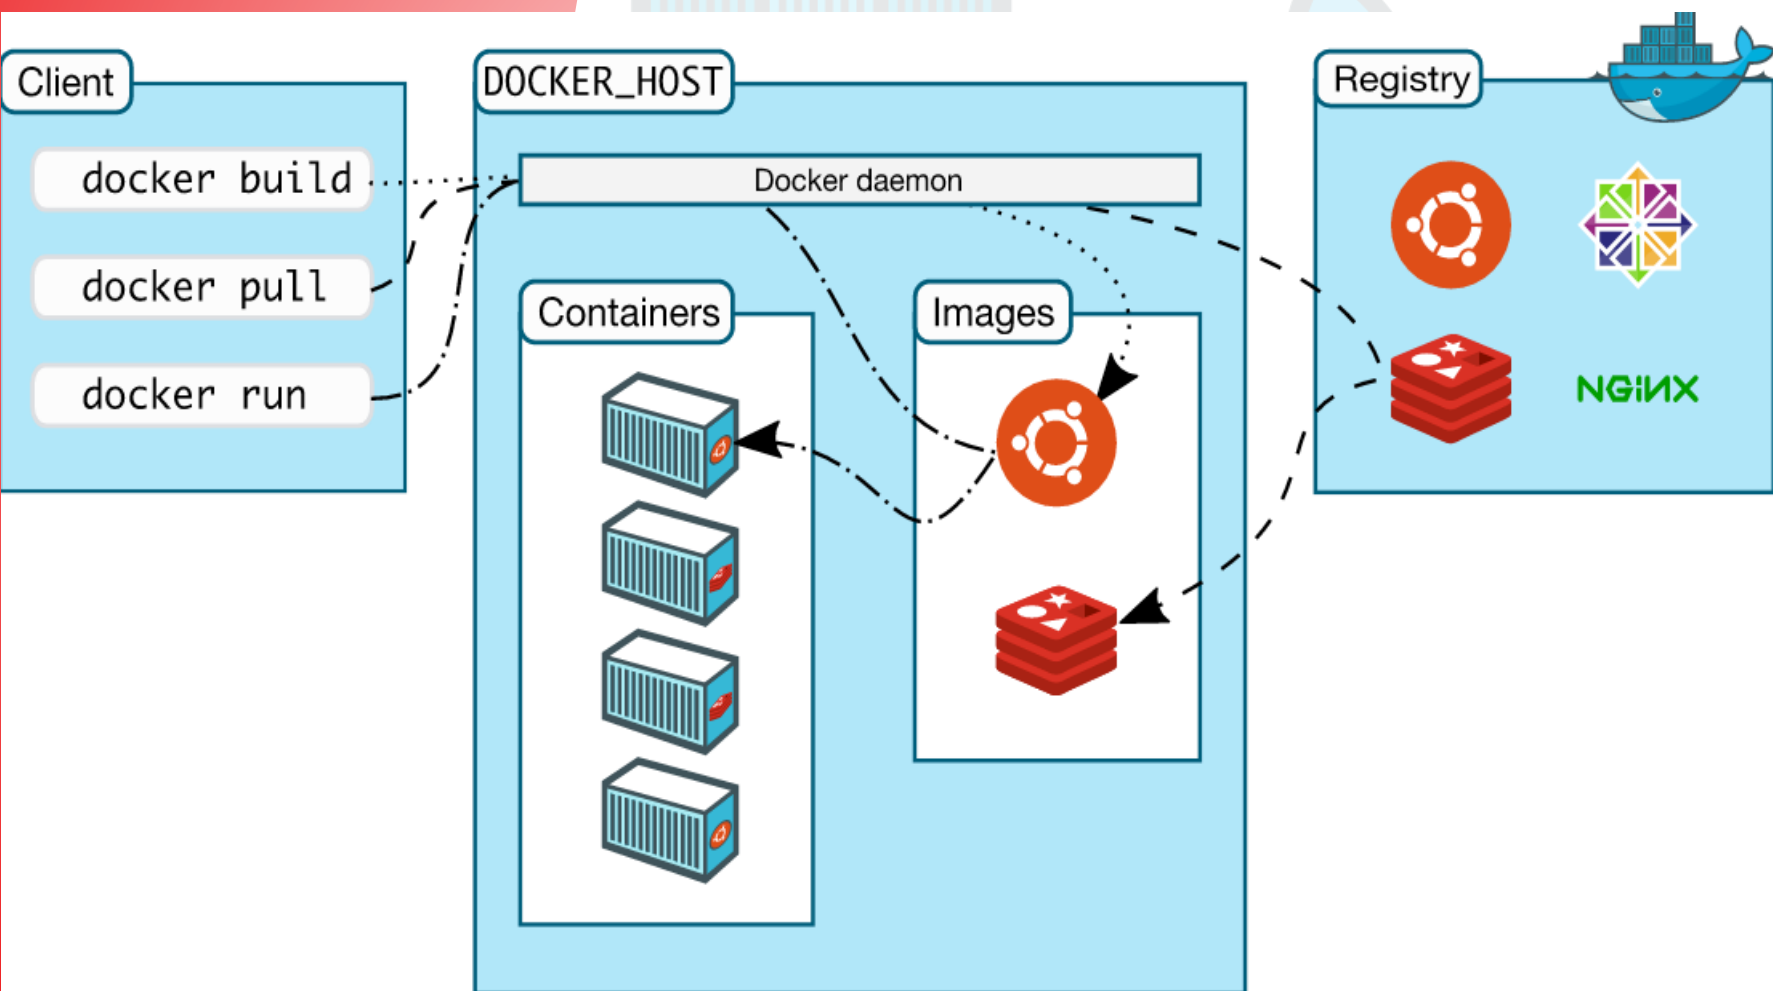 Client
docker build
docker pull
docker run
DOCKER_HOST
Docker daemon
Containers
Images
Registry
NGiNX